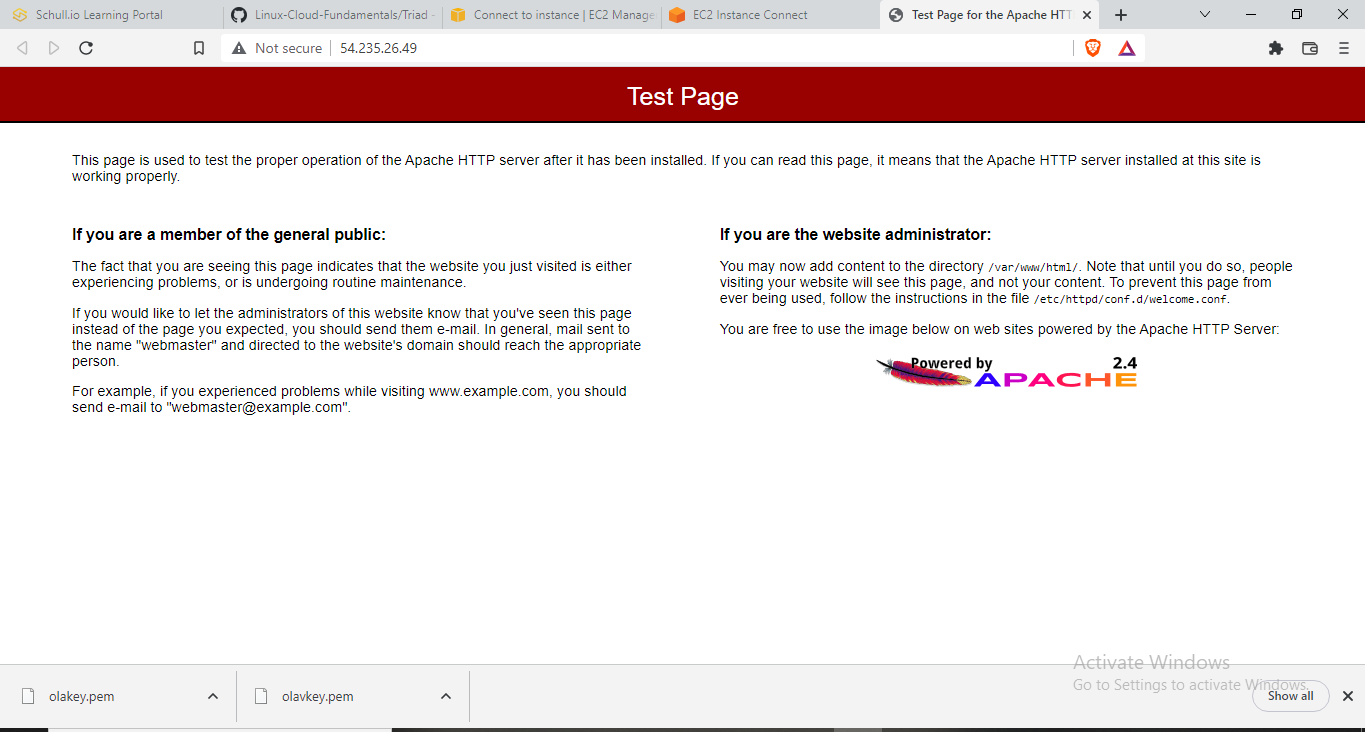 Schull.io Learning Portal
Linux-Cloud-Fundamentals/Triad
Connect to instance | EC2 Manage
EC2 Instance Connect
Test Page for the Apache HTT
Not secure
54.235.26.49
Test Page
This page is used to test the proper operation of the Apache HTTP server after it has been installed. If you can read this page, it means that the Apache HTTP server installed at this site is
working properly.
If you are a member of the general public:
The fact that you are seeing this page indicates that the website you just visited is either
experiencing problems, or is undergoing routine maintenance.
If you would like to let the administrators of this website know that you've seen this page
instead of the page you expected, you should send them e-mail. In general, mail sent to
the name "webmaster" and directed to the website's domain should reach the appropriate
person.
For example, if you experienced problems while visiting www.example.com, you should
send e-mail to "webmaster@example.com".
If you are the website administrator:
You may now add content to the directory /var/www/html/. Note that until you do so, people
visiting your website will see this page, and not your content. To prevent this page from
ever being used, follow the instructions in the file /etc/httpd/conf.d/welcome.conf.
You are free to use the image below on web sites powered by the Apache HTTP Server:
Powered by 2.4
APACHE
Activate Windows
Go to Settings to activate Windows.
olakey.pem
olavkey.pem
Show all